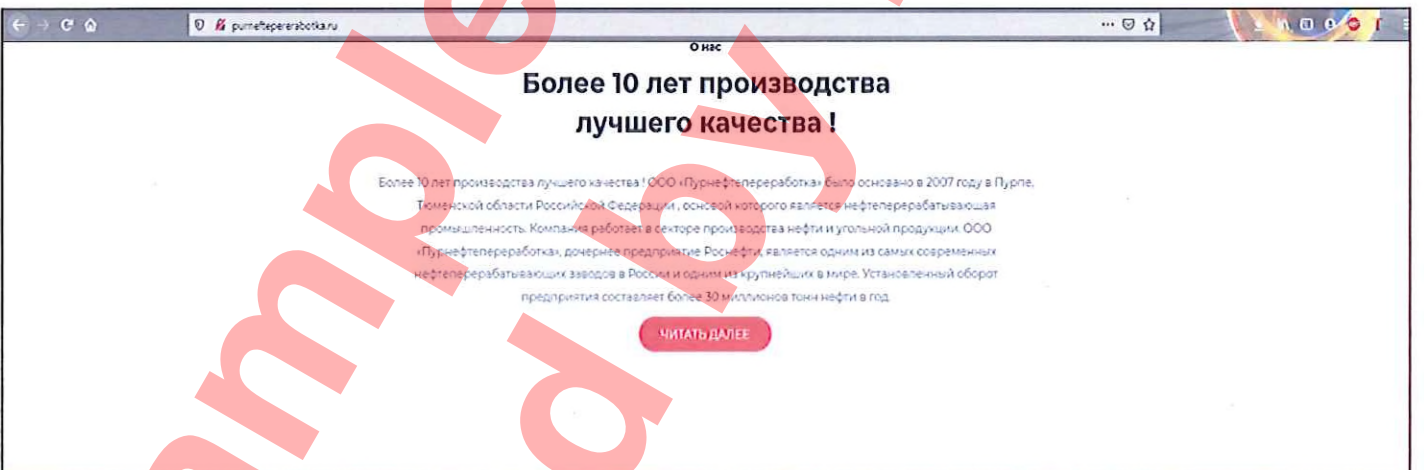 purneftepererabotka.ru
О нас
Более 10 лет производства
лучшего качества !
Более 10 лет производства лучшего качества ! ООО «Пурнефтепереработка» было основано в 2007 году в Пурпе,
Тюменской области Российской Федерации , основой которого является нефтеперерабатывающая
промышленность. Компания работает в секторе производства нефти и угольной продукции. ООО
«Пурнефтепереработка», дочернее предприятие Роснефти, является одним из самых современных
нефтеперерабатывающих заводов в России и одним из крупнейших в мире. Установленный оборот
предприятия составляет более 30 миллионов тонн нефти в год.
ЧИТАТЬ ДАЛЕЕ
ample
d by